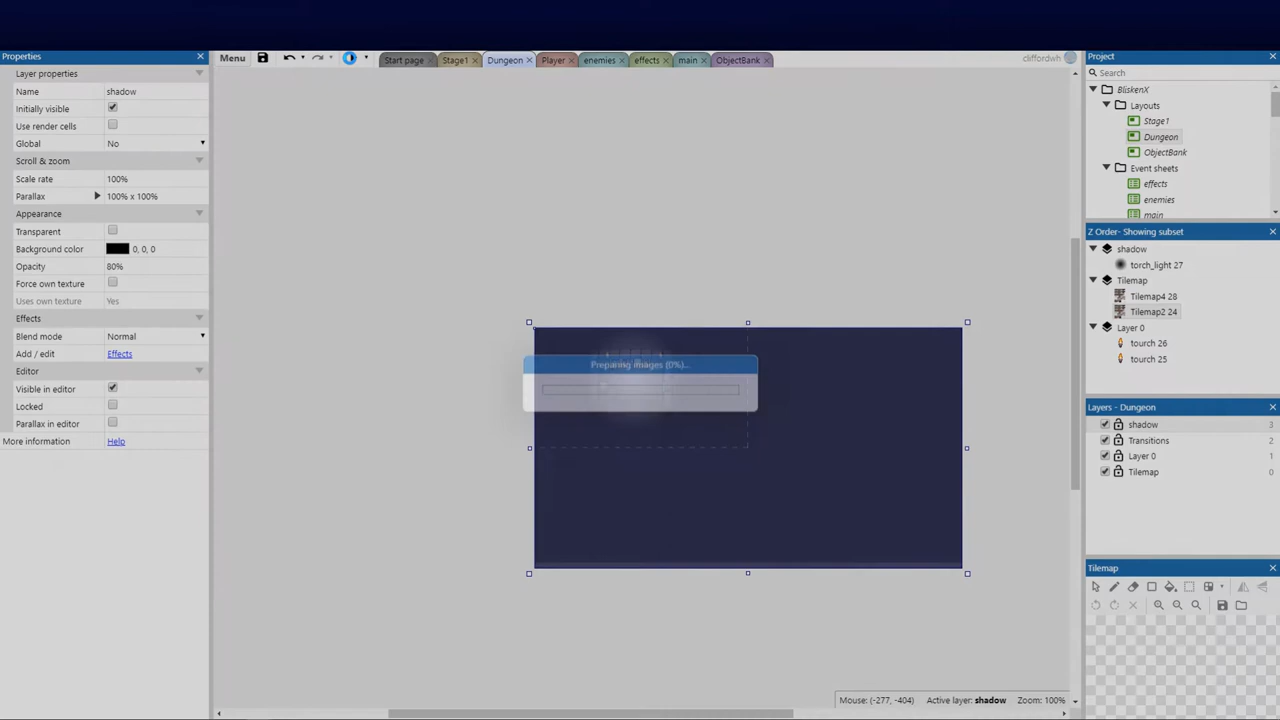 Properties
Menu
Start page
Stage1
Dungeon
Player
enemies
effects
main
ObjectBank
cliffordwh
Project
Layer properties
Name shadow
Initially visible
Use render cells
Global No
Scroll & zoom
Scale rate 100%
Parallax 100% x 100%
Appearance
Transparent
Background color 0, 0, 0
Opacity 80%
Force own texture
Uses own texture Yes
Effects
Blend mode Normal
Add / edit Effects
Editor
Visible in editor
Locked
Parallax in editor
More information Help
Preparing images (0%)...
Mouse: (-277, -404) Active layer: shadow Zoom: 100%
Search
BliskenX
Layouts
Stage1
Dungeon
ObjectBank
Event sheets
effects
enemies
main
Z Order- Showing subset
shadow
torch_light 27
Tilemap
Tilemap4 28
Tilemap2 24
Layer 0
tourch 26
tourch 25
Layers - Dungeon
shadow 3
Transitions 2
Layer 0 1
Tilemap 0
Tilemap